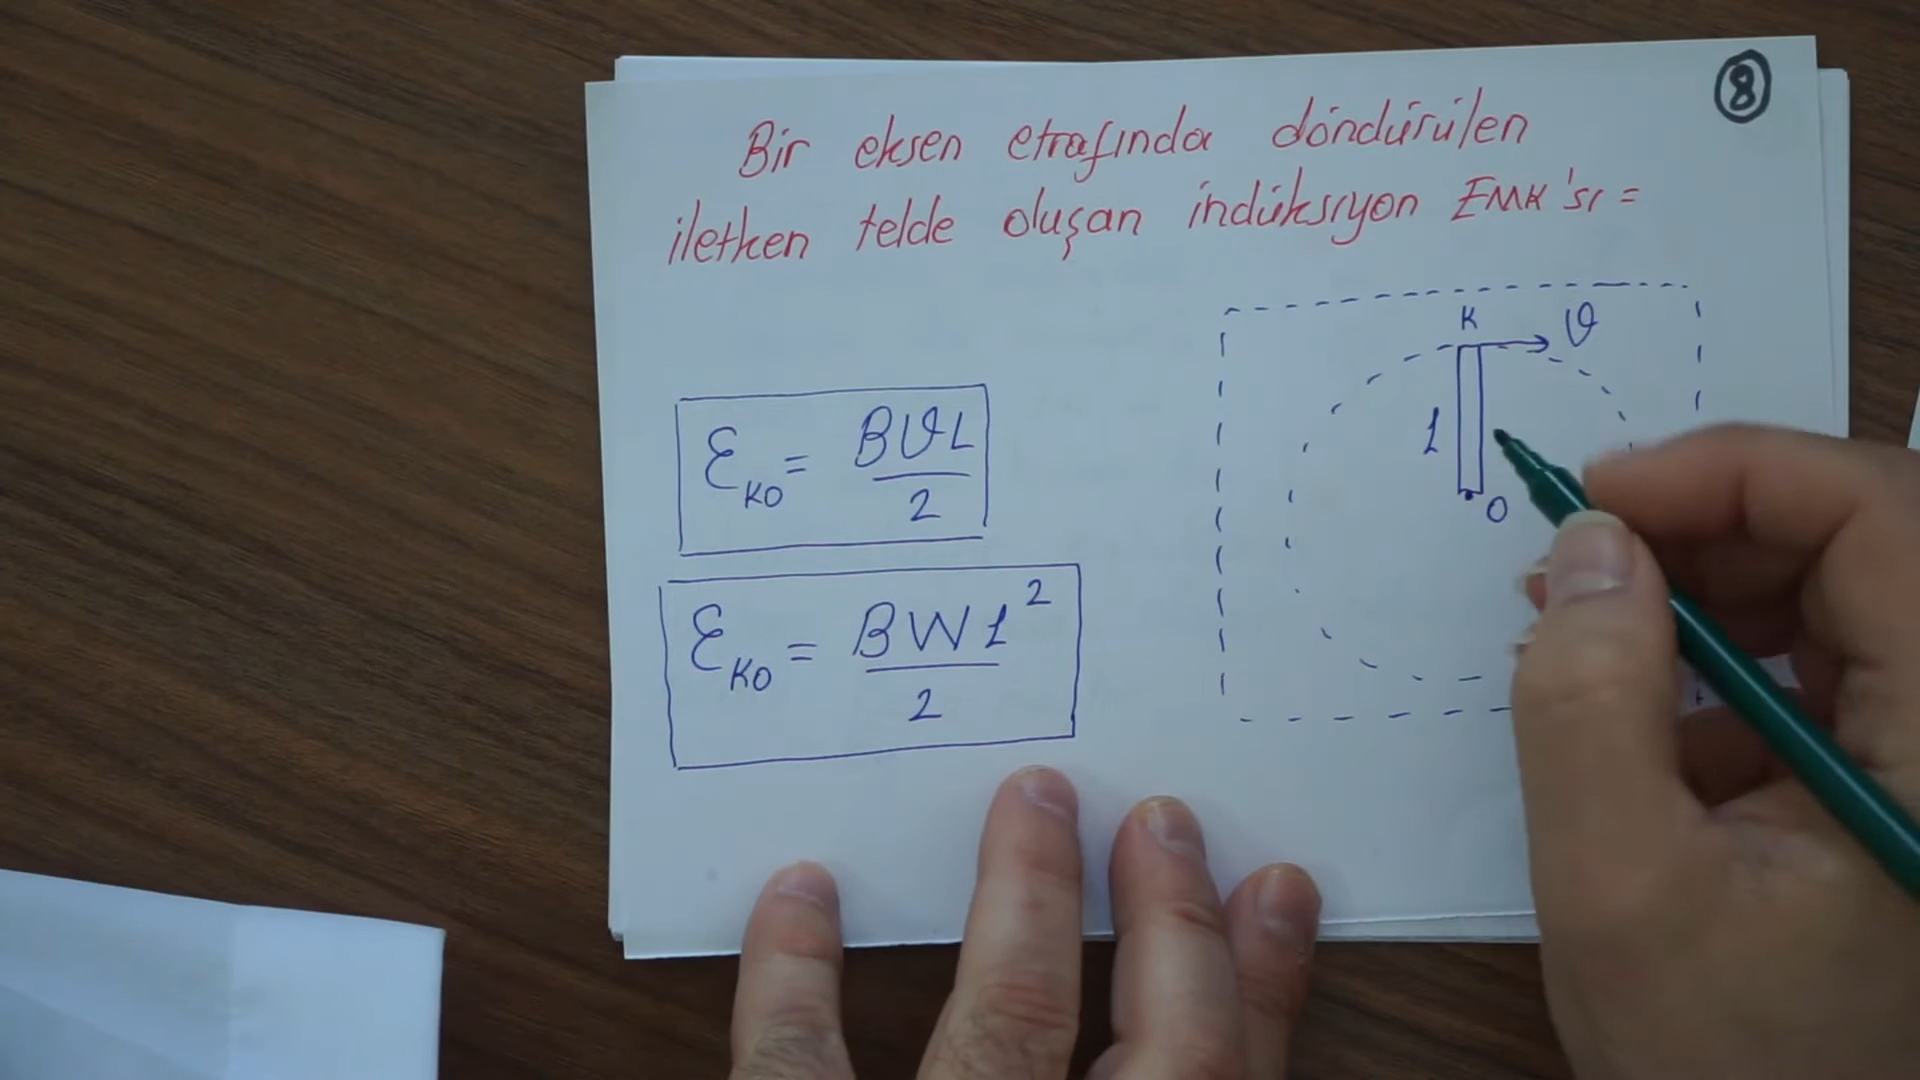 8
Bir eksen etrafında döndürülen
iletken telde oluşan indüksiyon EMK'sı =
K
ϑ
L
O
ε_KO = BϑL / 2
ε_KO = BWL² / 2